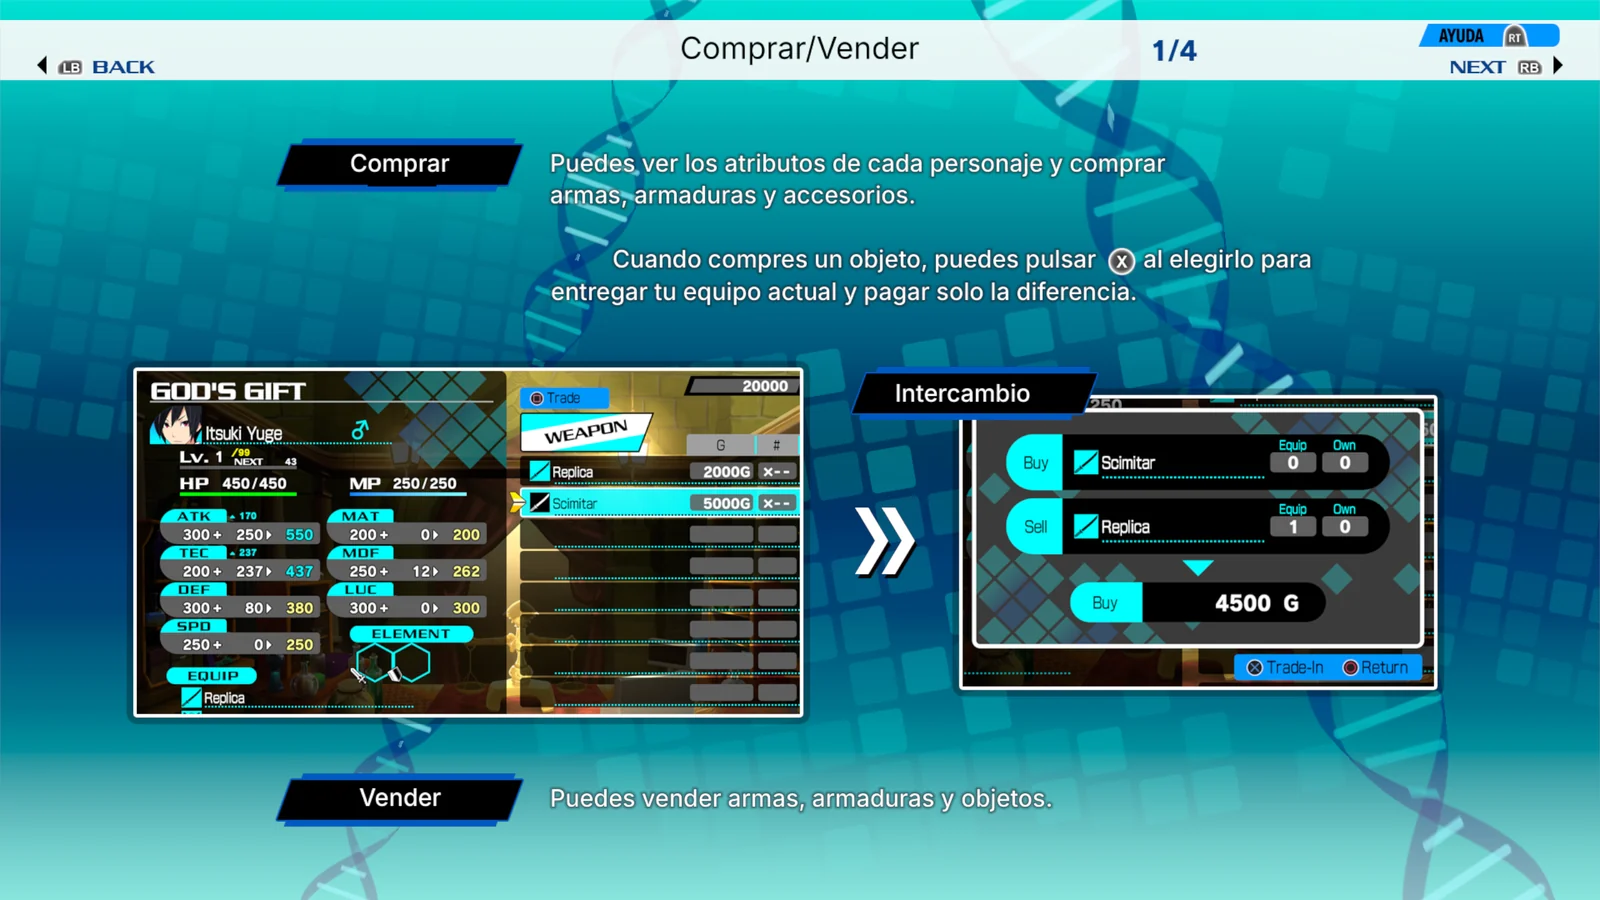 Comprar/Vender
1/4
AYUDA RT
LB BACK
NEXT RB
Comprar
Puedes ver los atributos de cada personaje y comprar
armas, armaduras y accesorios.
Cuando compres un objeto, puedes pulsar X al elegirlo para
entregar tu equipo actual y pagar solo la diferencia.
GOD'S GIFT
Itsuki Yuge
Lv. 1 /99 NEXT 43
HP 450/450 MP 250/250
ATK 170 MAT
300+ 250 550 200+ 0 200
TEC 237 MDF
200+ 237 437 250+ 12 262
DEF LUC
300+ 80 380 300+ 0 300
SPD
250+ 0 250
ELEMENT
EQUIP
Replica
20000
Trade
WEAPON
G #
Replica 2000G ×--
Scimitar 5000G ×--
Intercambio
250
Equip Own
Buy Scimitar 0 0
Equip Own
Sell Replica 1 0
Buy 4500 G
Trade-In Return
Vender
Puedes vender armas, armaduras y objetos.